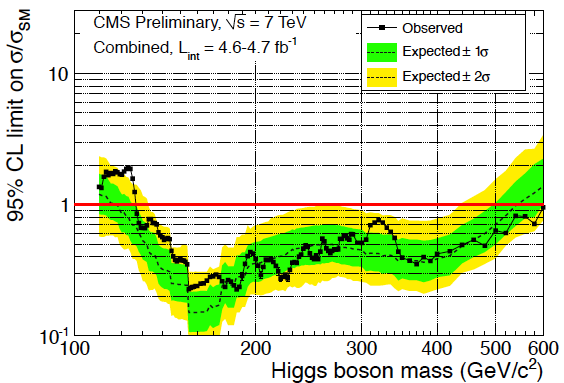 CMS Preliminary, √s = 7 TeV
Combined, L_int = 4.6-4.7 fb⁻¹
Observed
Expected ± 1σ
Expected ± 2σ
95% CL limit on σ/σ_SM
10
1
10⁻¹
100
200
300
400
500
600
Higgs boson mass (GeV/c²)